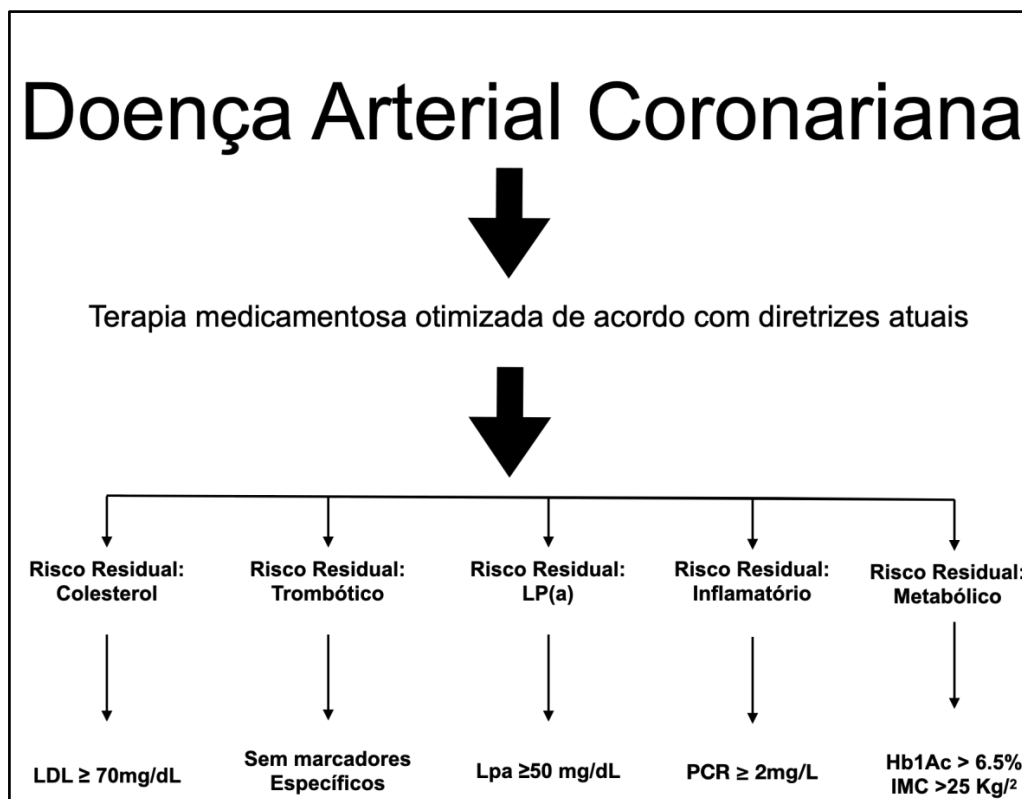 Doença Arterial Coronariana
Terapia medicamentosa otimizada de acordo com diretrizes atuais
Risco Residual:
Colesterol
Risco Residual:
Trombótico
Risco Residual:
LP(a)
Risco Residual:
Inflamatório
Risco Residual:
Metabólico
LDL ≥ 70mg/dL
Sem marcadores
Específicos
Lpa ≥50 mg/dL
PCR ≥ 2mg/L
Hb1Ac > 6.5%
IMC >25 Kg/²